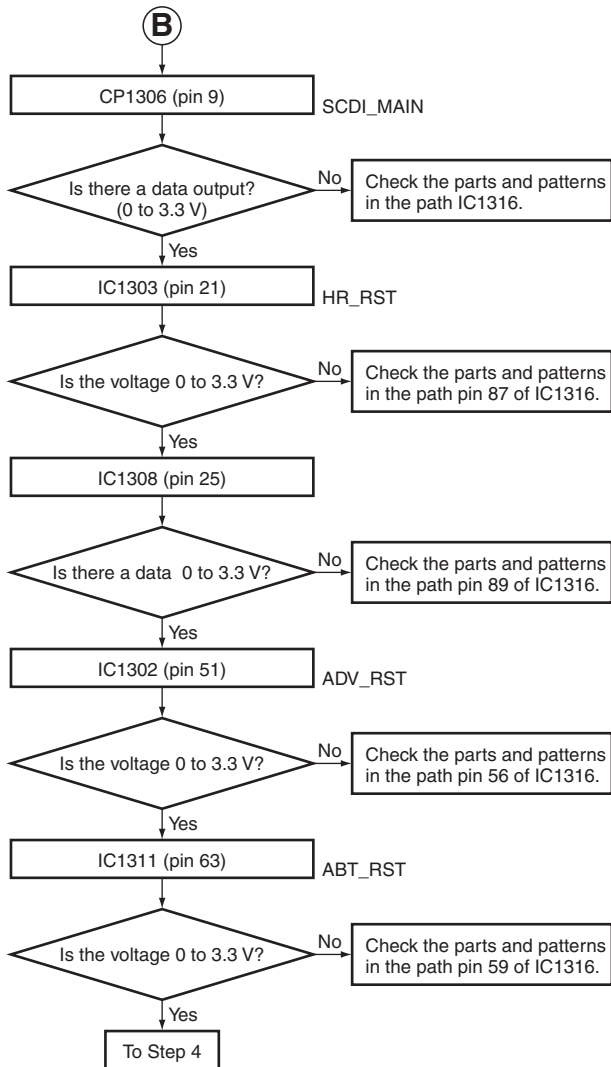 B
CP1306 (pin 9)
SCDI_MAIN
Is there a data output?
(0 to 3.3 V)
No
Check the parts and patterns
in the path IC1316.
Yes
IC1303 (pin 21)
HR_RST
Is the voltage 0 to 3.3 V?
No
Check the parts and patterns
in the path pin 87 of IC1316.
Yes
IC1308 (pin 25)
Is there a data  0 to 3.3 V?
No
Check the parts and patterns
in the path pin 89 of IC1316.
Yes
IC1302 (pin 51)
ADV_RST
Is the voltage 0 to 3.3 V?
No
Check the parts and patterns
in the path pin 56 of IC1316.
Yes
IC1311 (pin 63)
ABT_RST
Is the voltage 0 to 3.3 V?
No
Check the parts and patterns
in the path pin 59 of IC1316.
Yes
To Step 4